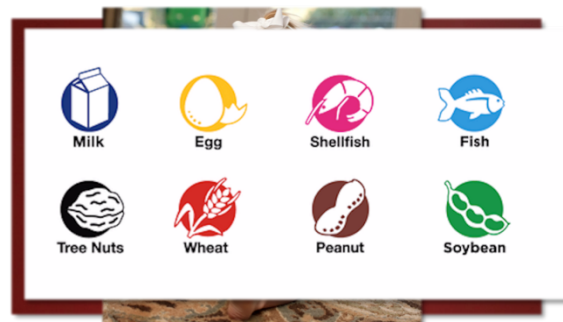 Milk
Egg
Shellfish
Fish
Tree Nuts
Wheat
Peanut
Soybean